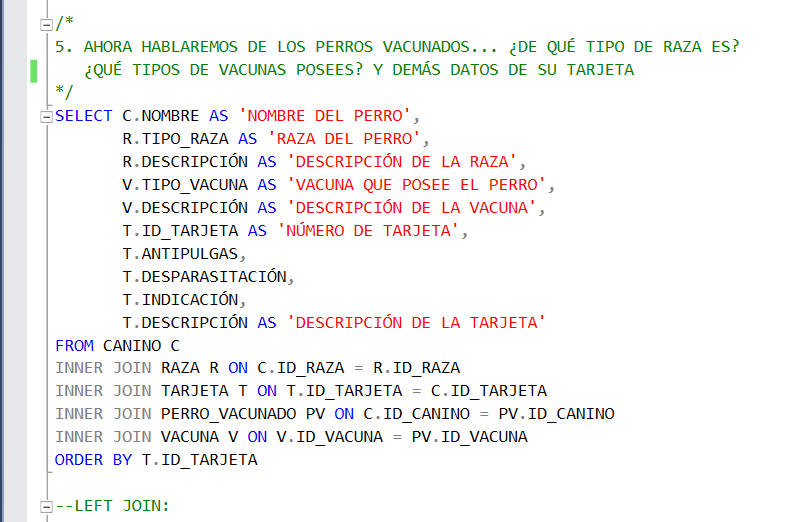 /*
5. AHORA HABLAREMOS DE LOS PERROS VACUNADOS... ¿DE QUÉ TIPO DE RAZA ES?
¿QUÉ TIPOS DE VACUNAS POSEES? Y DEMÁS DATOS DE SU TARJETA
*/
SELECT C.NOMBRE AS 'NOMBRE DEL PERRO',
R.TIPO_RAZA AS 'RAZA DEL PERRO',
R.DESCRIPCIÓN AS 'DESCRIPCIÓN DE LA RAZA',
V.TIPO_VACUNA AS 'VACUNA QUE POSEE EL PERRO',
V.DESCRIPCIÓN AS 'DESCRIPCIÓN DE LA VACUNA',
T.ID_TARJETA AS 'NÚMERO DE TARJETA',
T.ANTIPULGAS,
T.DESPARASITACIÓN,
T.INDICACIÓN,
T.DESCRIPCIÓN AS 'DESCRIPCIÓN DE LA TARJETA'
FROM CANINO C
INNER JOIN RAZA R ON C.ID_RAZA = R.ID_RAZA
INNER JOIN TARJETA T ON T.ID_TARJETA = C.ID_TARJETA
INNER JOIN PERRO_VACUNADO PV ON C.ID_CANINO = PV.ID_CANINO
INNER JOIN VACUNA V ON V.ID_VACUNA = PV.ID_VACUNA
ORDER BY T.ID_TARJETA
--LEFT JOIN: